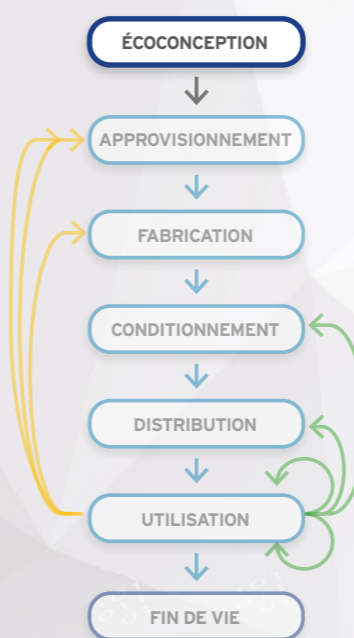 ÉCOCONCEPTION
APPROVISIONNEMENT
FABRICATION
CONDITIONNEMENT
DISTRIBUTION
UTILISATION
FIN DE VIE